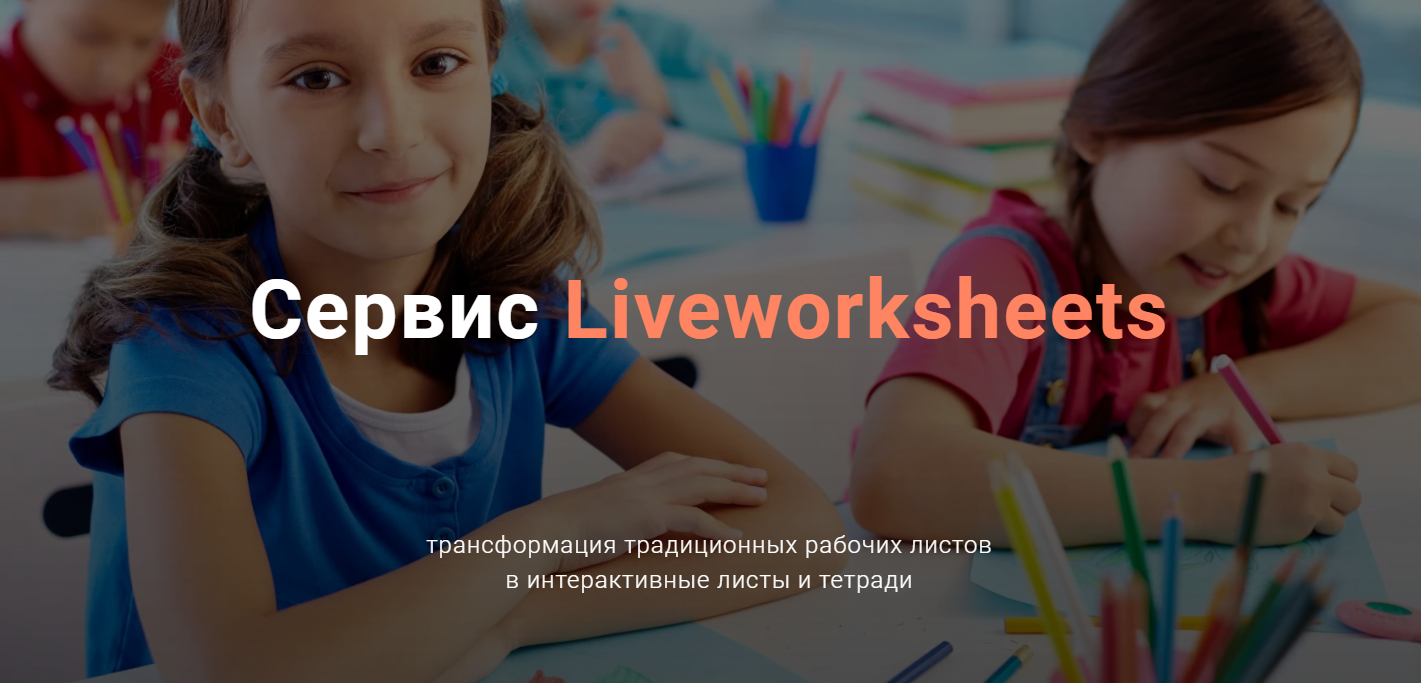 Сервис Liveworksheets
трансформация традиционных рабочих листов
в интерактивные листы и тетради